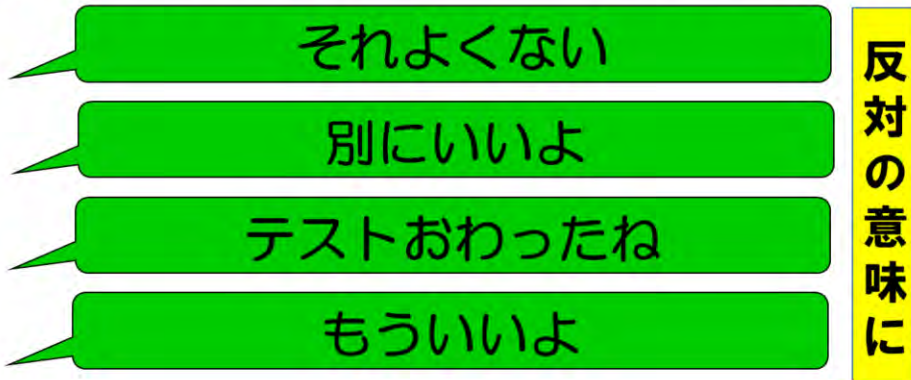 それよくない
別にいいよ
テストおわったね
もういいよ
反対の意味に